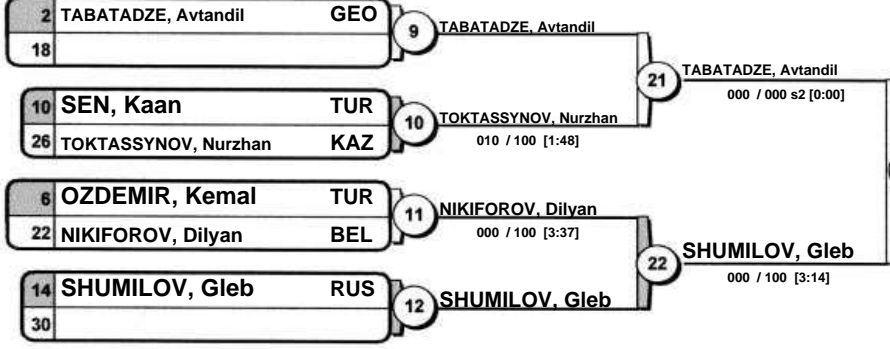 2 TABATADZE, Avtandil GEO
18
9
TABATADZE, Avtandil
10 SEN, Kaan TUR
26 TOKTASSYNOV, Nurzhan KAZ
10
TOKTASSYNOV, Nurzhan
010 / 100 [1:48]
21
TABATADZE, Avtandil
000 / 000 s2 [0:00]
6 OZDEMIR, Kemal TUR
22 NIKIFOROV, Dilyan BEL
11
NIKIFOROV, Dilyan
000 / 100 [3:37]
14 SHUMILOV, Gleb RUS
30
12
SHUMILOV, Gleb
22
SHUMILOV, Gleb
000 / 100 [3:14]